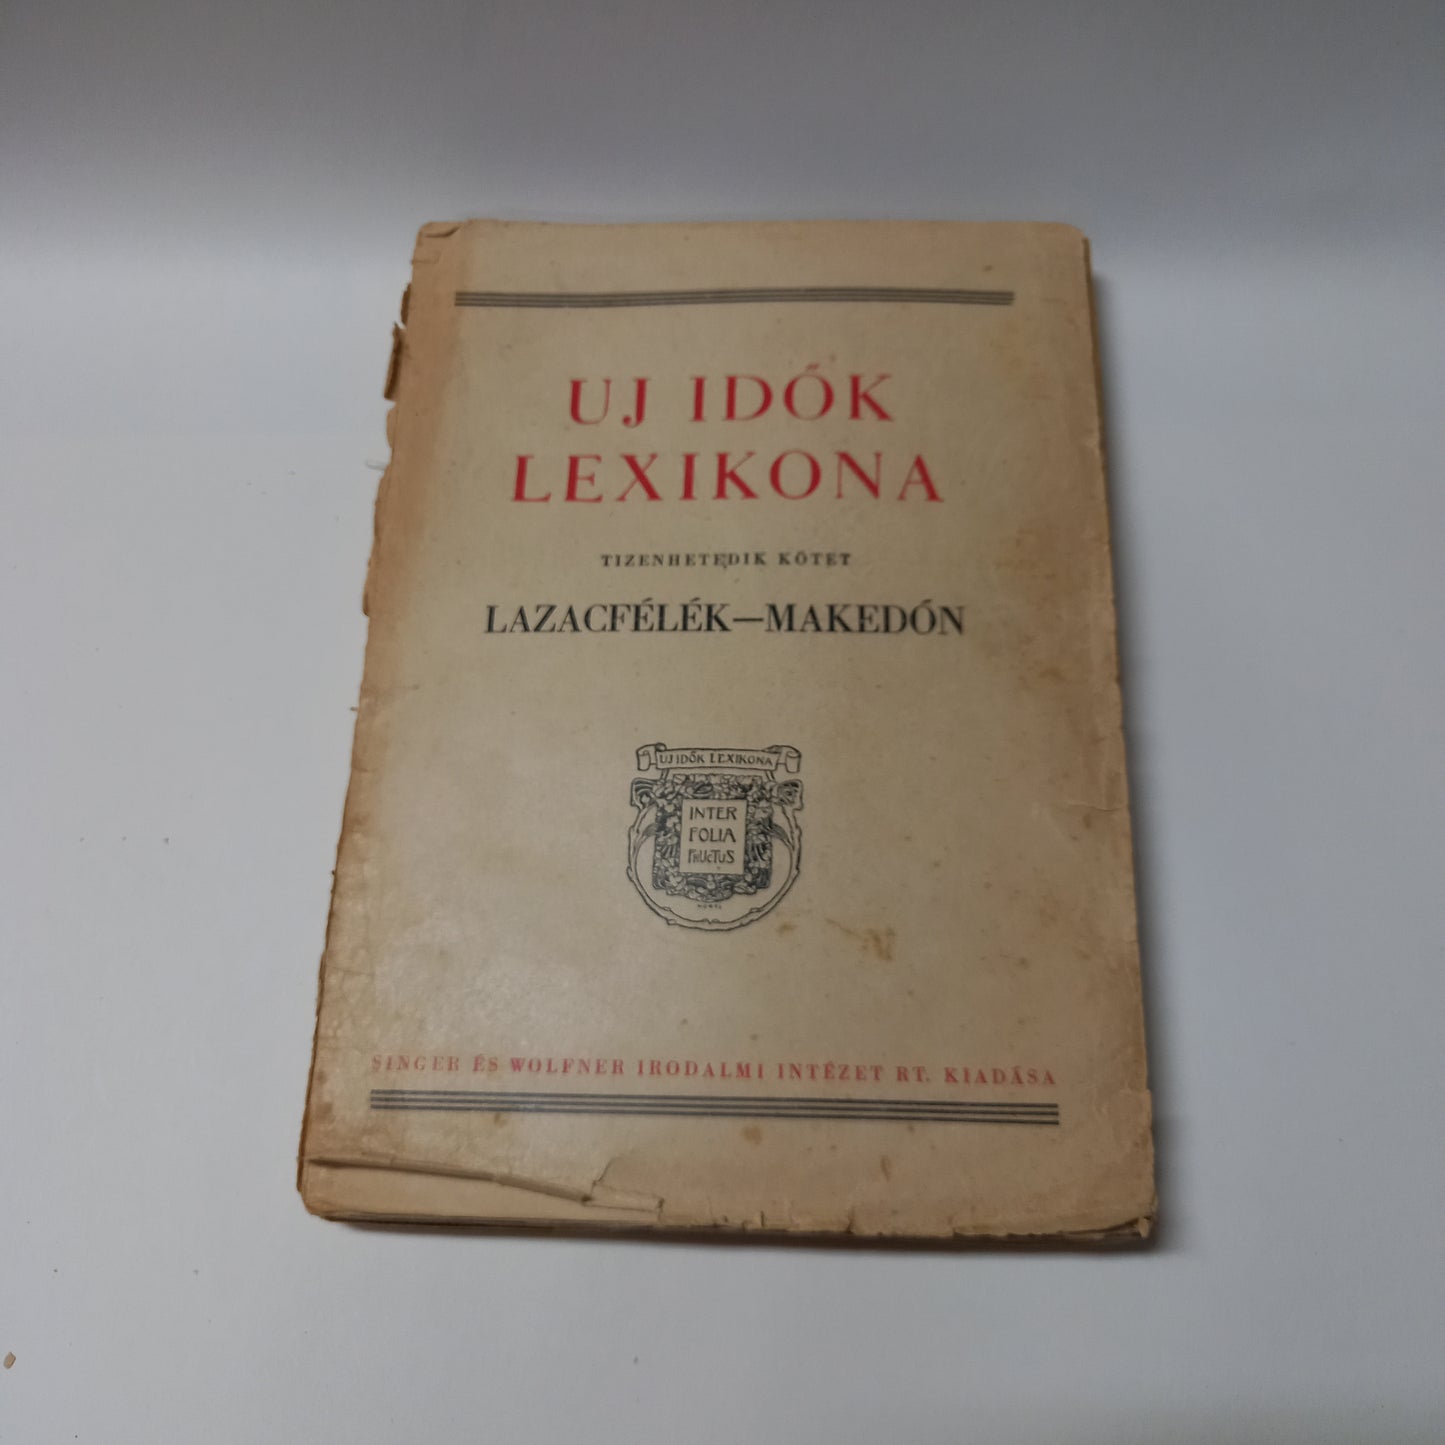 UJ IDŐK
LEXIKONA
TIZENHETEDIK KÖTET
LAZACFÉLÉK—MAKEDÓN
UJ IDŐK LEXIKONA
INTER
FOLIA
FRUCTUS
SINGER ÉS WOLFNER IRODALMI INTÉZET RT. KIADÁSA